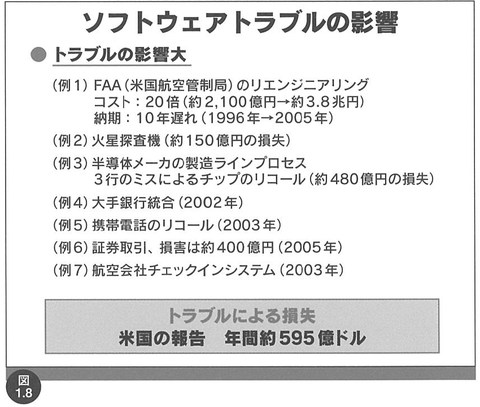 ソフトウェアトラブルの影響
●トラブルの影響大
（例1）FAA（米国航空管制局）のリエンジニアリング
コスト：20倍（約2,100億円→約3.8兆円）
納期：10年遅れ（1996年→2005年）
（例2）火星探査機（約150億円の損失）
（例3）半導体メーカの製造ラインプロセス
3行のミスによるチップのリコール（約480億円の損失）
（例4）大手銀行統合（2002年）
（例5）携帯電話のリコール（2003年）
（例6）証券取引、損害は約400億円（2005年）
（例7）航空会社チェックインシステム（2003年）
トラブルによる損失
米国の報告　年間約595億ドル
図
1.8